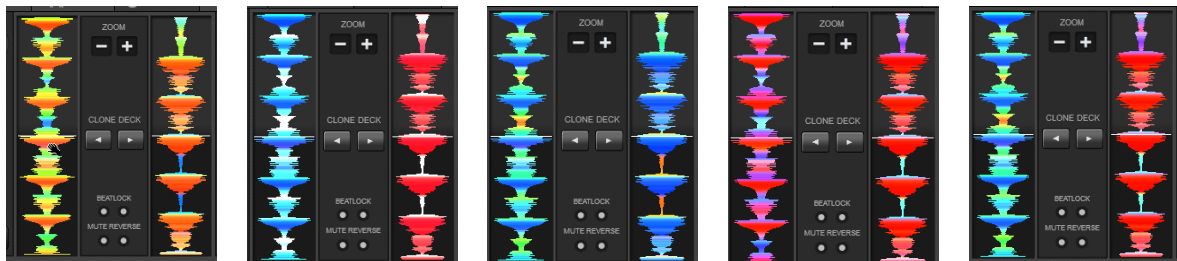 ZOOM
− +
CLONE DECK
◄ ►
BEATLOCK
MUTE REVERSE
ZOOM
− +
CLONE DECK
◄ ►
BEATLOCK
MUTE REVERSE
ZOOM
− +
CLONE DECK
◄ ►
BEATLOCK
MUTE REVERSE
ZOOM
− +
CLONE DECK
◄ ►
BEATLOCK
MUTE REVERSE
ZOOM
− +
CLONE DECK
◄ ►
BEATLOCK
MUTE REVERSE